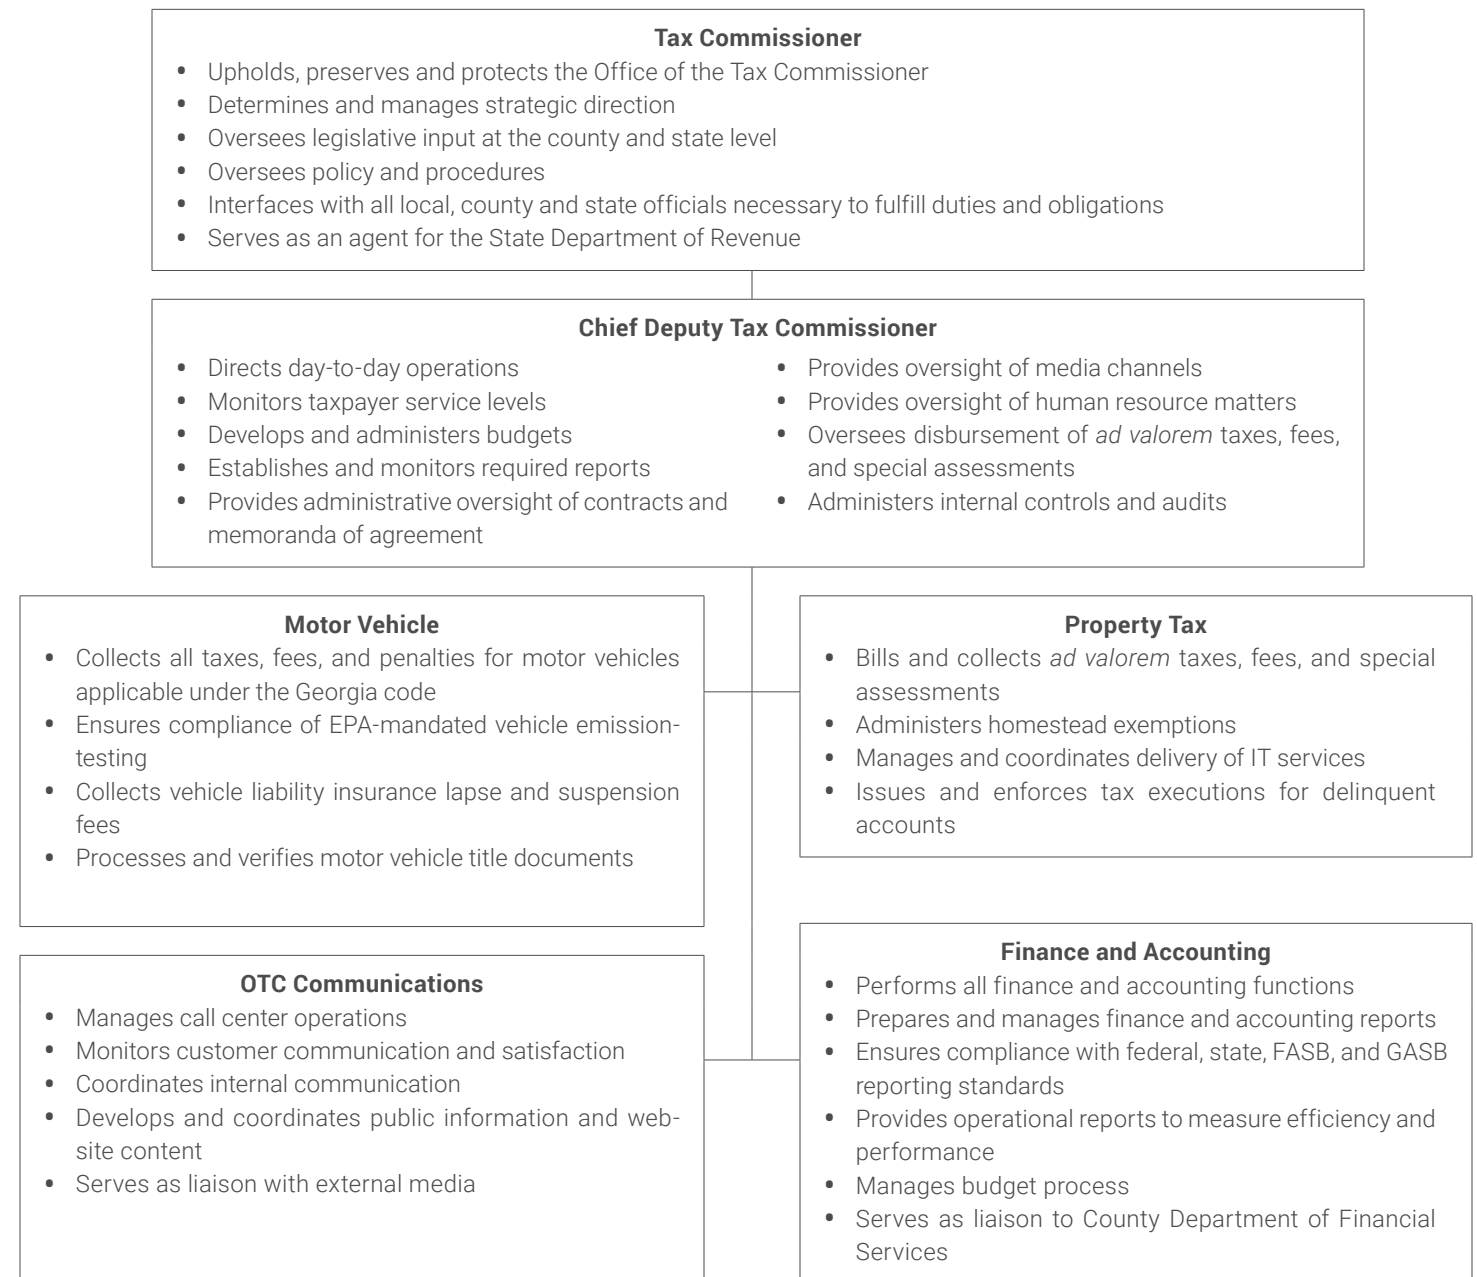 Tax Commissioner
• Upholds, preserves and protects the Office of the Tax Commissioner
• Determines and manages strategic direction
• Oversees legislative input at the county and state level
• Oversees policy and procedures
• Interfaces with all local, county and state officials necessary to fulfill duties and obligations
• Serves as an agent for the State Department of Revenue
Chief Deputy Tax Commissioner
• Directs day-to-day operations
• Monitors taxpayer service levels
• Develops and administers budgets
• Establishes and monitors required reports
• Provides administrative oversight of contracts and
memoranda of agreement
• Provides oversight of media channels
• Provides oversight of human resource matters
• Oversees disbursement of ad valorem taxes, fees,
and special assessments
• Administers internal controls and audits
Motor Vehicle
• Collects all taxes, fees, and penalties for motor vehicles
applicable under the Georgia code
• Ensures compliance of EPA-mandated vehicle emission-
testing
• Collects vehicle liability insurance lapse and suspension
fees
• Processes and verifies motor vehicle title documents
Property Tax
• Bills and collects ad valorem taxes, fees, and special
assessments
• Administers homestead exemptions
• Manages and coordinates delivery of IT services
• Issues and enforces tax executions for delinquent
accounts
OTC Communications
• Manages call center operations
• Monitors customer communication and satisfaction
• Coordinates internal communication
• Develops and coordinates public information and web-
site content
• Serves as liaison with external media
Finance and Accounting
• Performs all finance and accounting functions
• Prepares and manages finance and accounting reports
• Ensures compliance with federal, state, FASB, and GASB
reporting standards
• Provides operational reports to measure efficiency and
performance
• Manages budget process
• Serves as liaison to County Department of Financial
Services